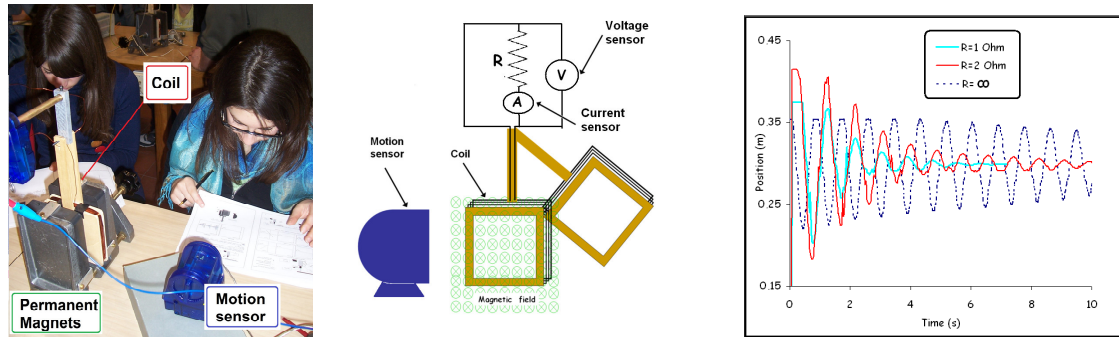 Coil
Permanent
Magnets
Motion
sensor
Voltage
sensor
R
V
A
Current
sensor
Motion
sensor
Coil
Magnetic field
0.45
0.35
0.25
0.15
Position (m)
R=1 Ohm
R=2 Ohm
R= ∞
0
2
4
6
8
10
Time (s)